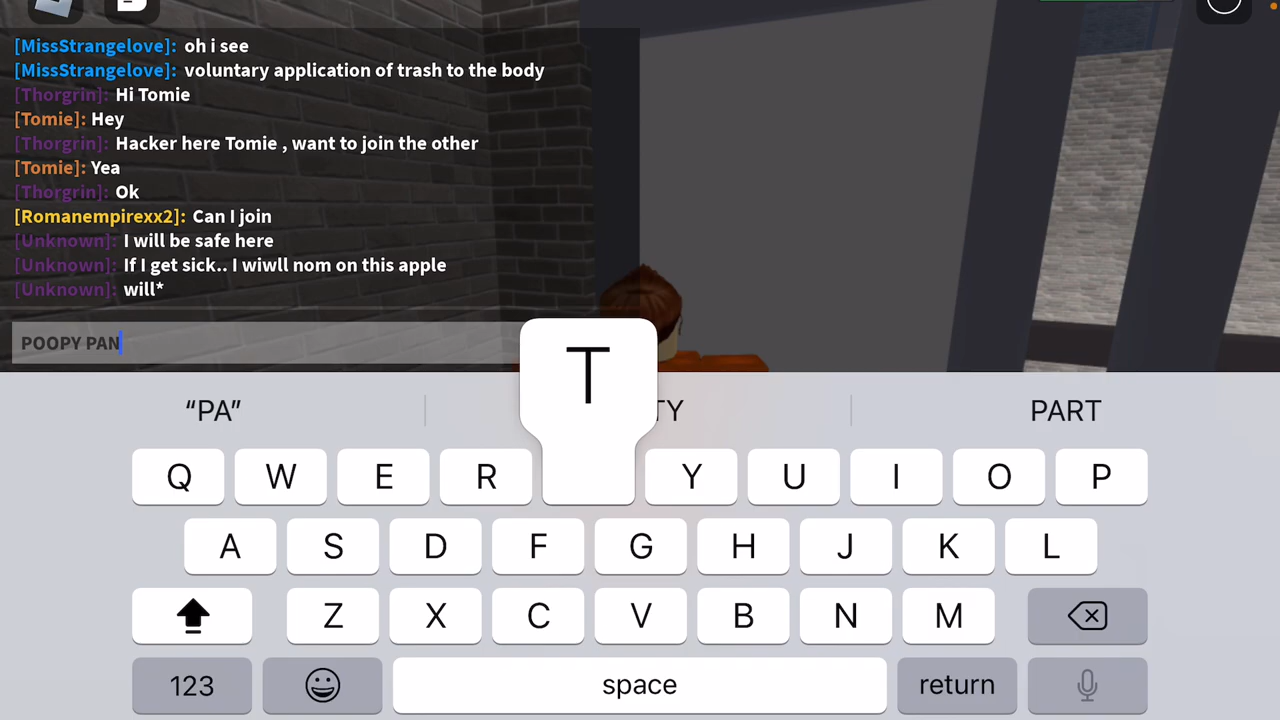 [MissStrangelove]: oh i see
[MissStrangelove]: voluntary application of trash to the body
[Thorgrin]: Hi Tomie
[Tomie]: Hey
[Thorgrin]: Hacker here Tomie , want to join the other
[Tomie]: Yea
[Thorgrin]: Ok
[Romanempirexx2]: Can I join
[Unknown]: I will be safe here
[Unknown]: If I get sick.. I wiwll nom on this apple
[Unknown]: will*
POOPY PAN
T
“PA” TY PART
Q W E R Y U I O P
A S D F G H J K L
Z X C V B N M
123 space return